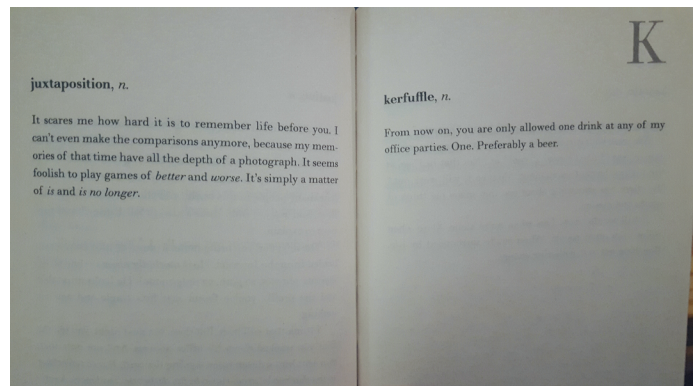 juxtaposition, n.
It scares me how hard it is to remember life before you. I
can't even make the comparisons anymore, because my mem-
ories of that time have all the depth of a photograph. It seems
foolish to play games of better and worse. It's simply a matter
of is and is no longer.
K
kerfuffle, n.
From now on, you are only allowed one drink at any of my
office parties. One. Preferably a beer.